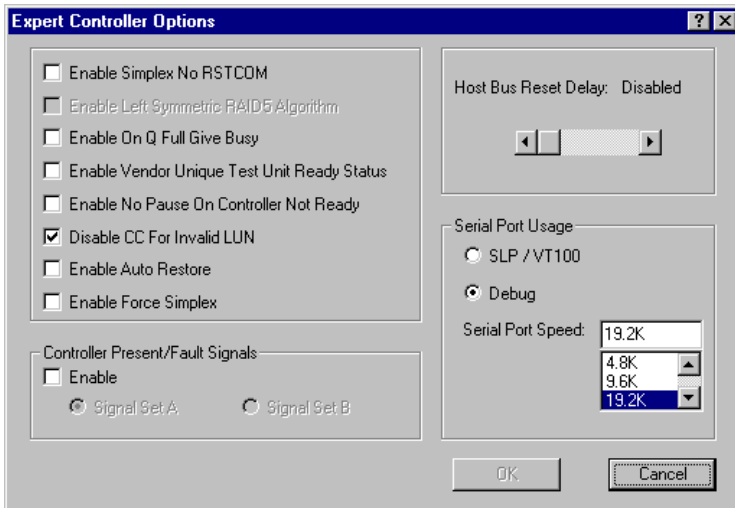 Expert Controller Options
Enable Simplex No RSTCOM
Enable Left Symmetric RAID5 Algorithm
Enable On Q Full Give Busy
Enable Vendor Unique Test Unit Ready Status
Enable No Pause On Controller Not Ready
Disable CC For Invalid LUN
Enable Auto Restore
Enable Force Simplex
Controller Present/Fault Signals
Enable
Signal Set A Signal Set B
Host Bus Reset Delay: Disabled
Serial Port Usage
SLP / VT100
Debug
Serial Port Speed: 19.2K
4.8K
9.6K
19.2K
OK Cancel